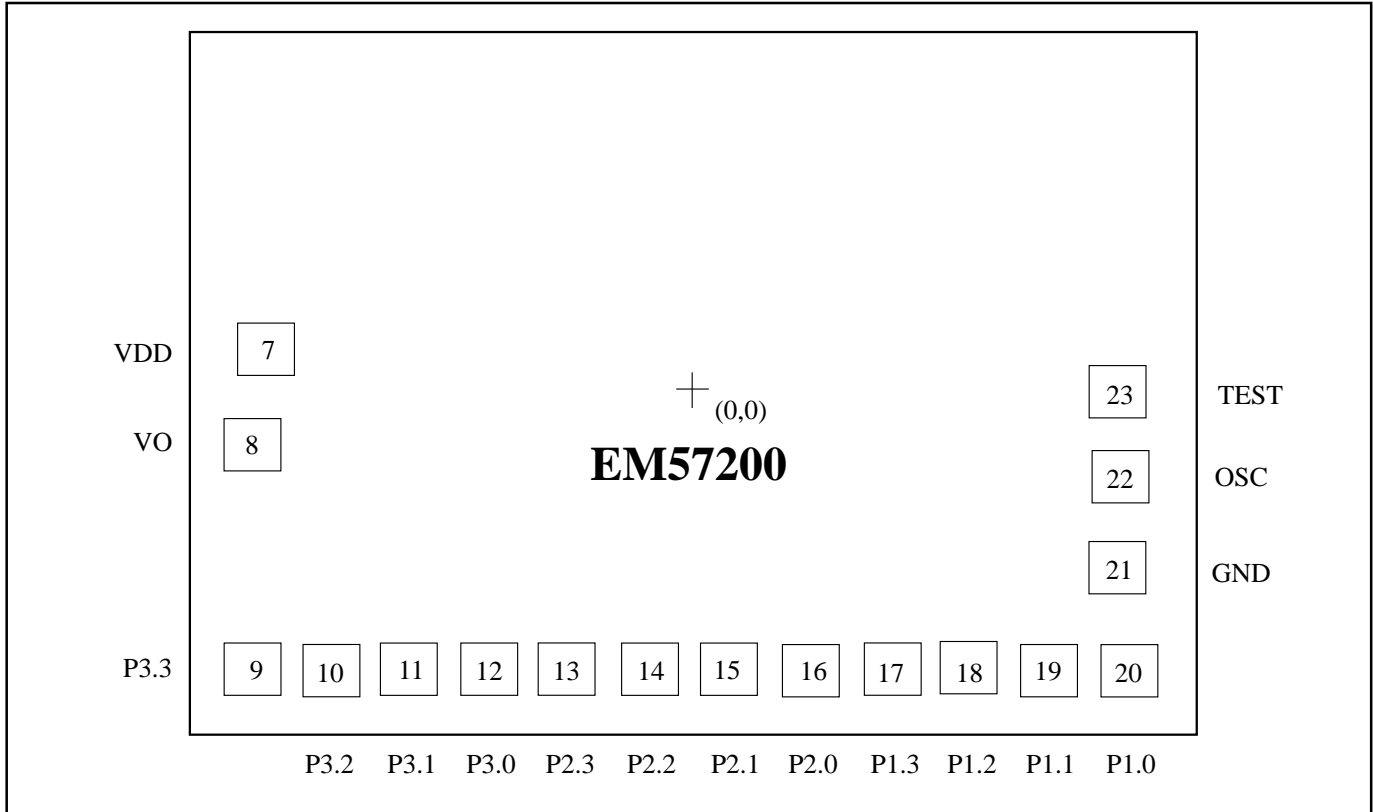 VDD 7
23 TEST
(0,0)
VO 8
EM57200
22 OSC
21 GND
P3.3 9 10 11 12 13 14 15 16 17 18 19 20
P3.2 P3.1 P3.0 P2.3 P2.2 P2.1 P2.0 P1.3 P1.2 P1.1 P1.0